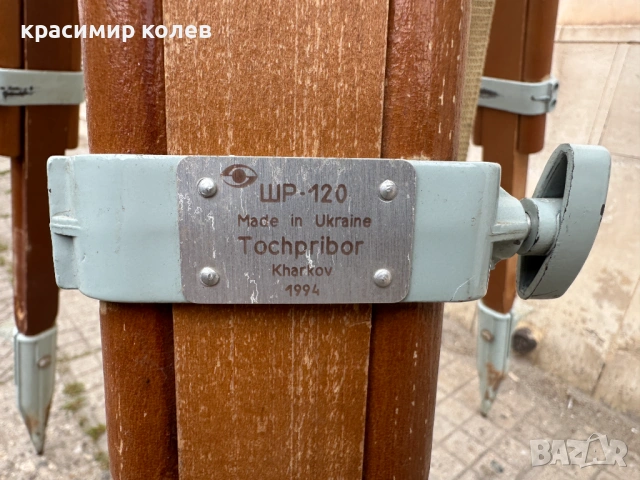 красимир колев
ШР-120
Made in Ukraine
Tochpribor
Kharkov
1994
BAZAR